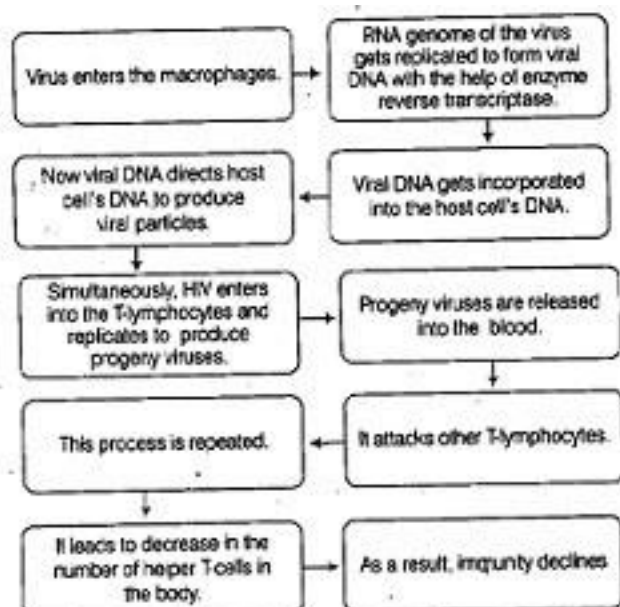 Virus enters the macrophages.
RNA genome of the virus
gets replicated to form viral
DNA with the help of enzyme
reverse transcriptase.
Now viral DNA directs host
cell's DNA to produce
viral particles.
Viral DNA gets incorporated
into the host cell's DNA.
Simultaneously, HIV enters
into the T-lymphocytes and
replicates to produce
progeny viruses.
Progeny viruses are released
into the blood.
This process is repeated.
It attacks other T-lymphocytes.
It leads to decrease in the
number of helper T-cells in
the body.
As a result, immunity declines